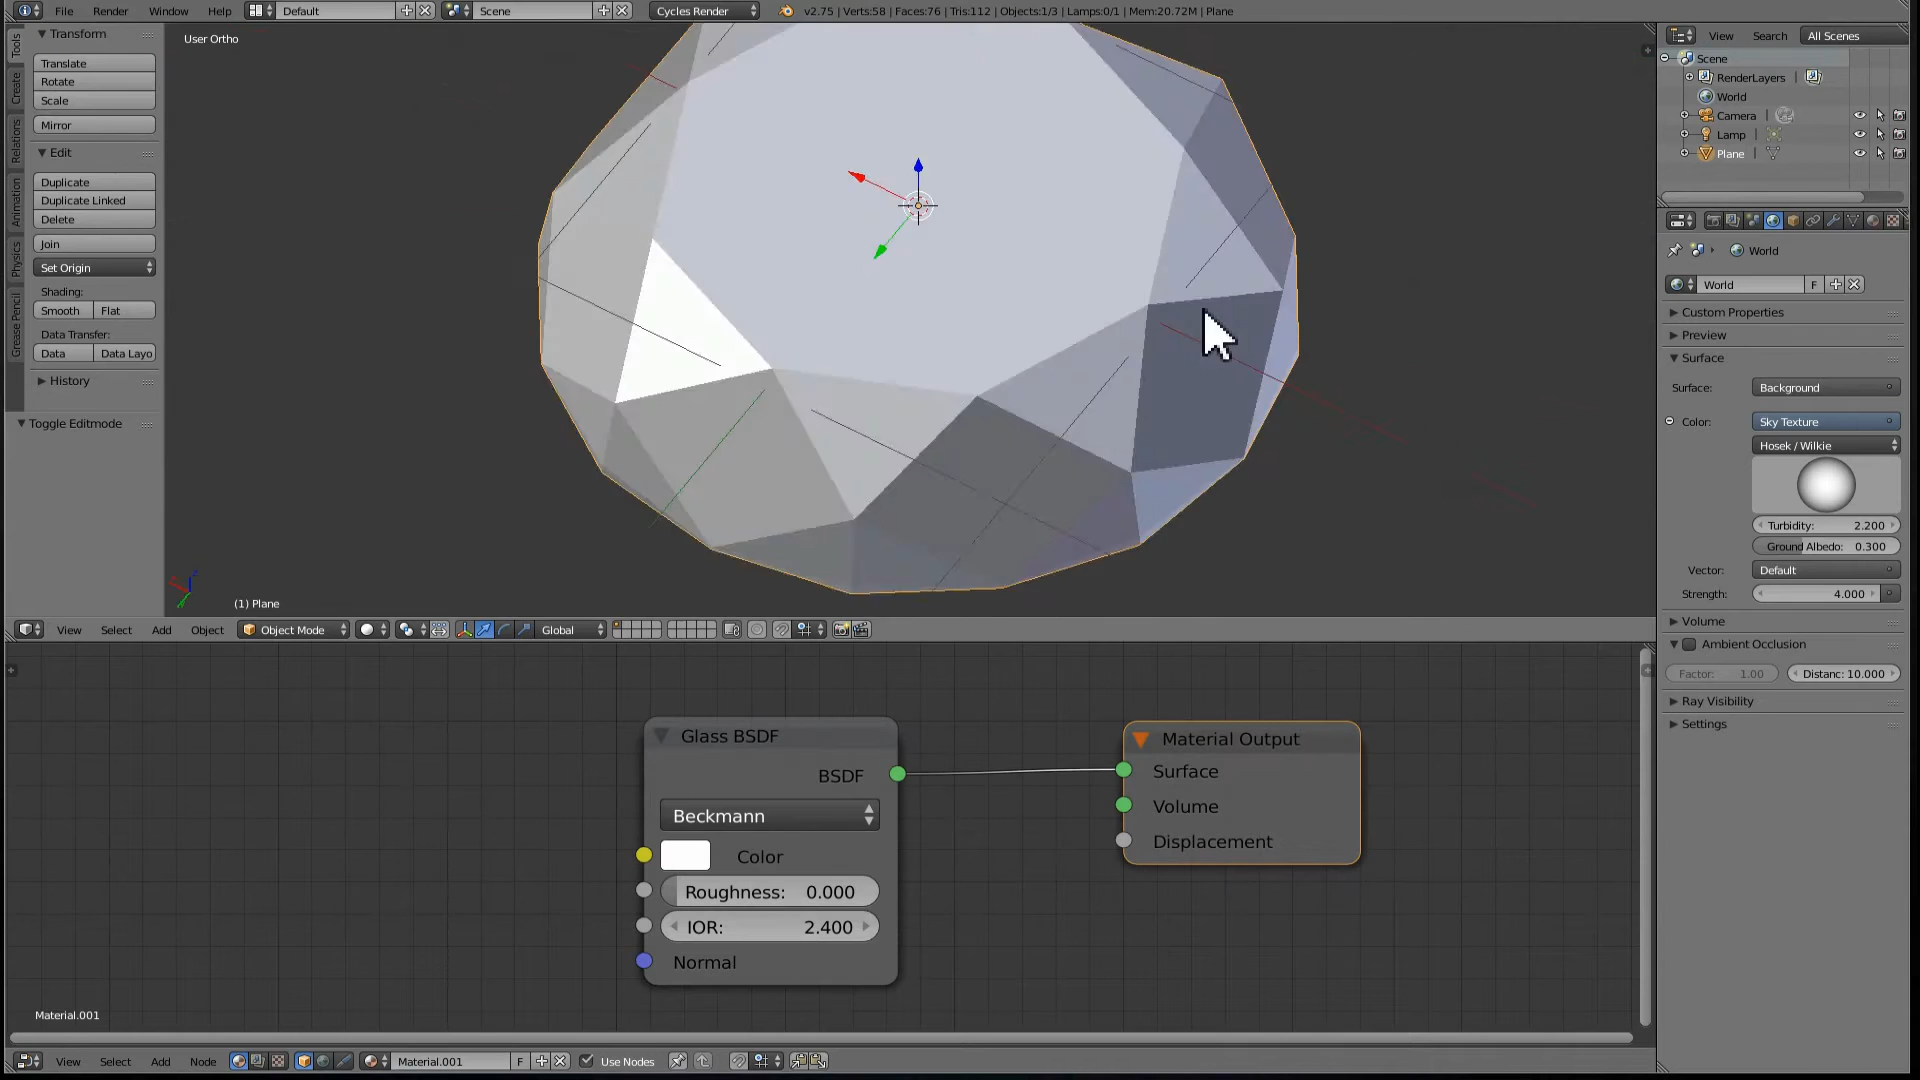 File Render Window Help Default Scene Cycles Render v2.75 | Verts:58 | Faces:76 | Tris:112 | Objects:1/3 | Lamps:0/1 | Mem:20.72M | Plane
Tools
Create
Relations
Animation
Physics
Grease Pencil
Transform
Translate
Rotate
Scale
Mirror
Edit
Duplicate
Duplicate Linked
Delete
Join
Set Origin
Shading:
Smooth Flat
Data Transfer:
Data Data Layo
History
Toggle Editmode
User Ortho
(1) Plane
View Select Add Object Object Mode Global
View Search All Scenes
Scene
RenderLayers
World
Camera
Lamp
Plane
World
World F
Custom Properties
Preview
Surface
Surface: Background
Color: Sky Texture
Hosek / Wilkie
Turbidity: 2.200
Ground Albedo: 0.300
Vector: Default
Strength: 4.000
Volume
Ambient Occlusion
Factor: 1.00 Distanc: 10.000
Ray Visibility
Settings
Glass BSDF
BSDF
Beckmann
Color
Roughness: 0.000
IOR: 2.400
Normal
Material Output
Surface
Volume
Displacement
Material.001
View Select Add Node Material.001 F Use Nodes